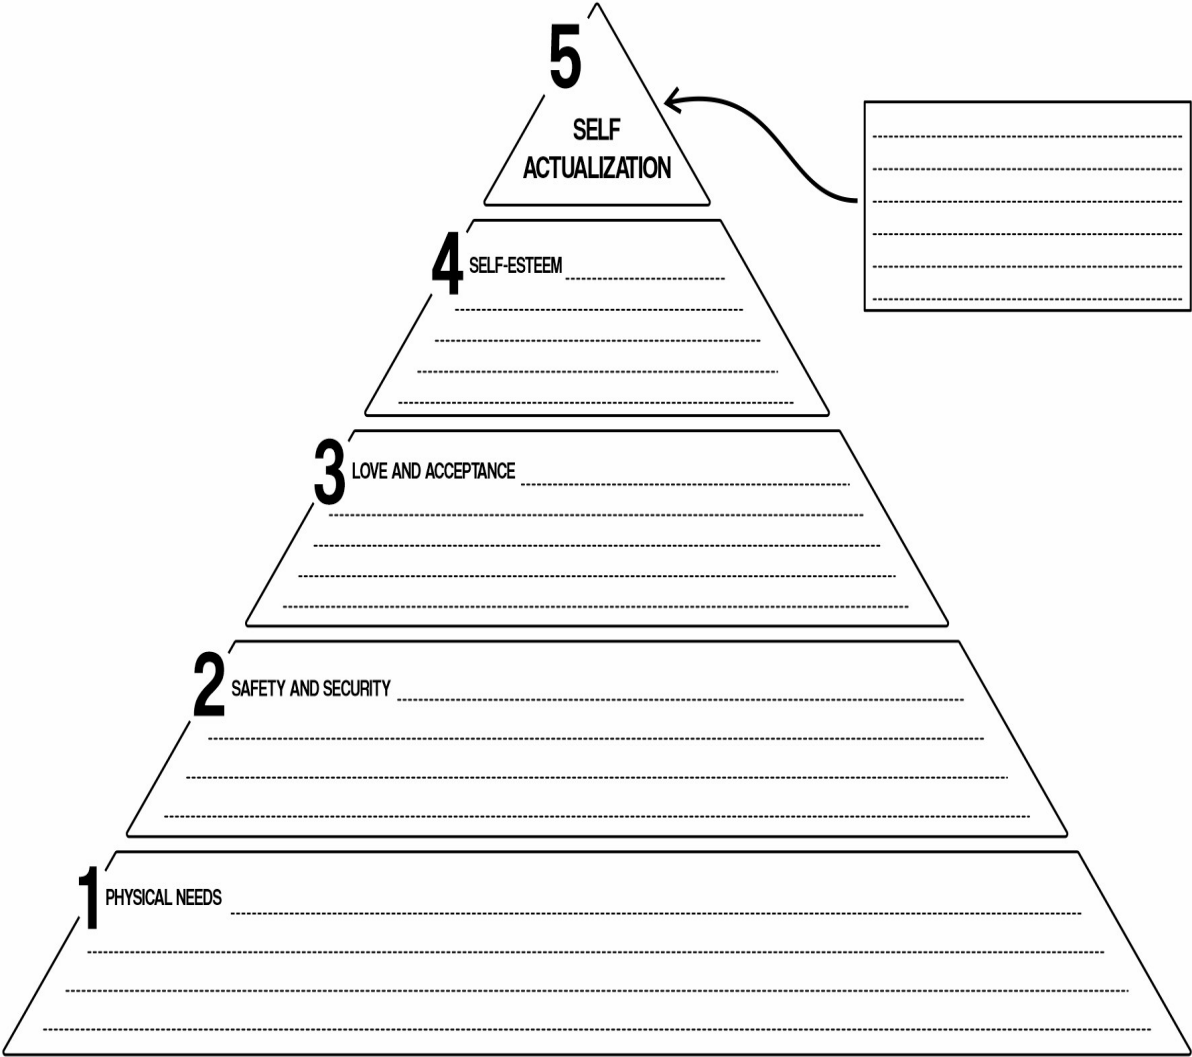 5
SELF
ACTUALIZATION
4 SELF-ESTEEM
3 LOVE AND ACCEPTANCE
2 SAFETY AND SECURITY
1 PHYSICAL NEEDS